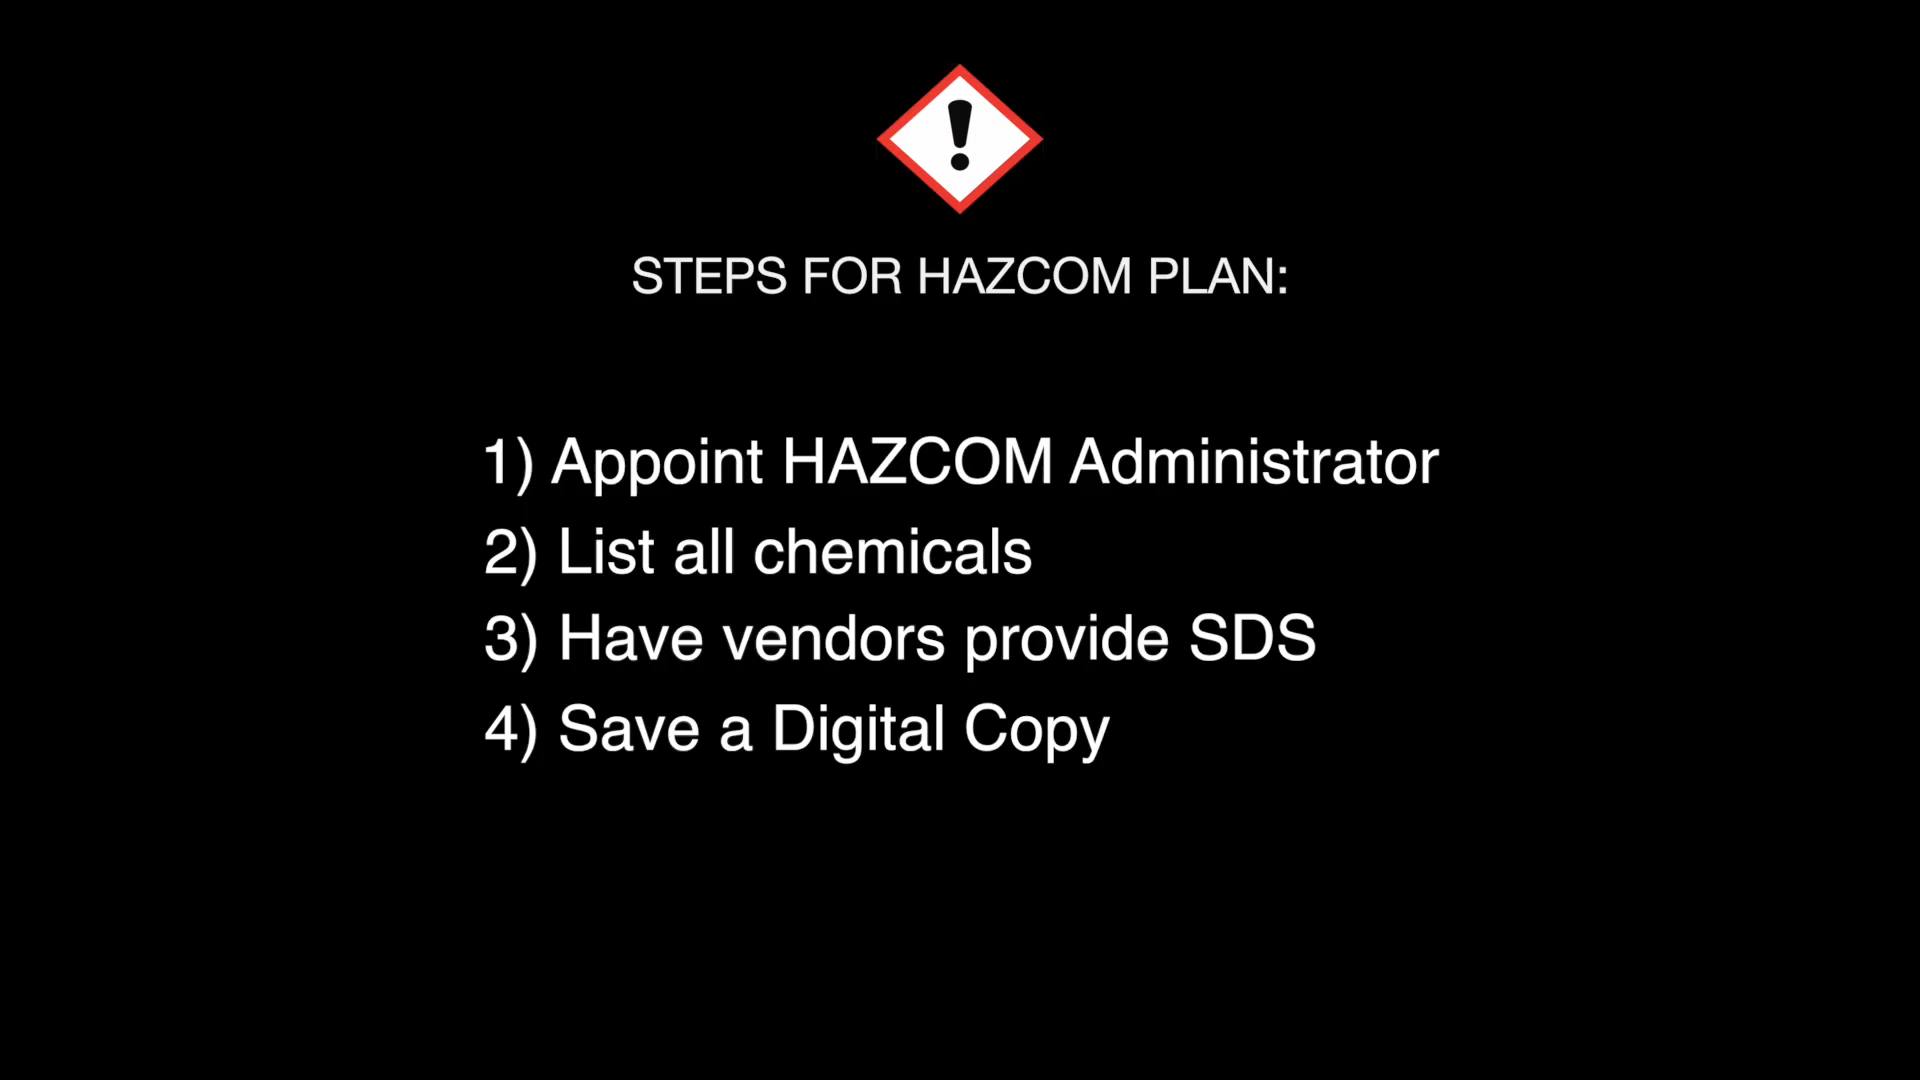 STEPS FOR HAZCOM PLAN:
1) Appoint HAZCOM Administrator
2) List all chemicals
3) Have vendors provide SDS
4) Save a Digital Copy